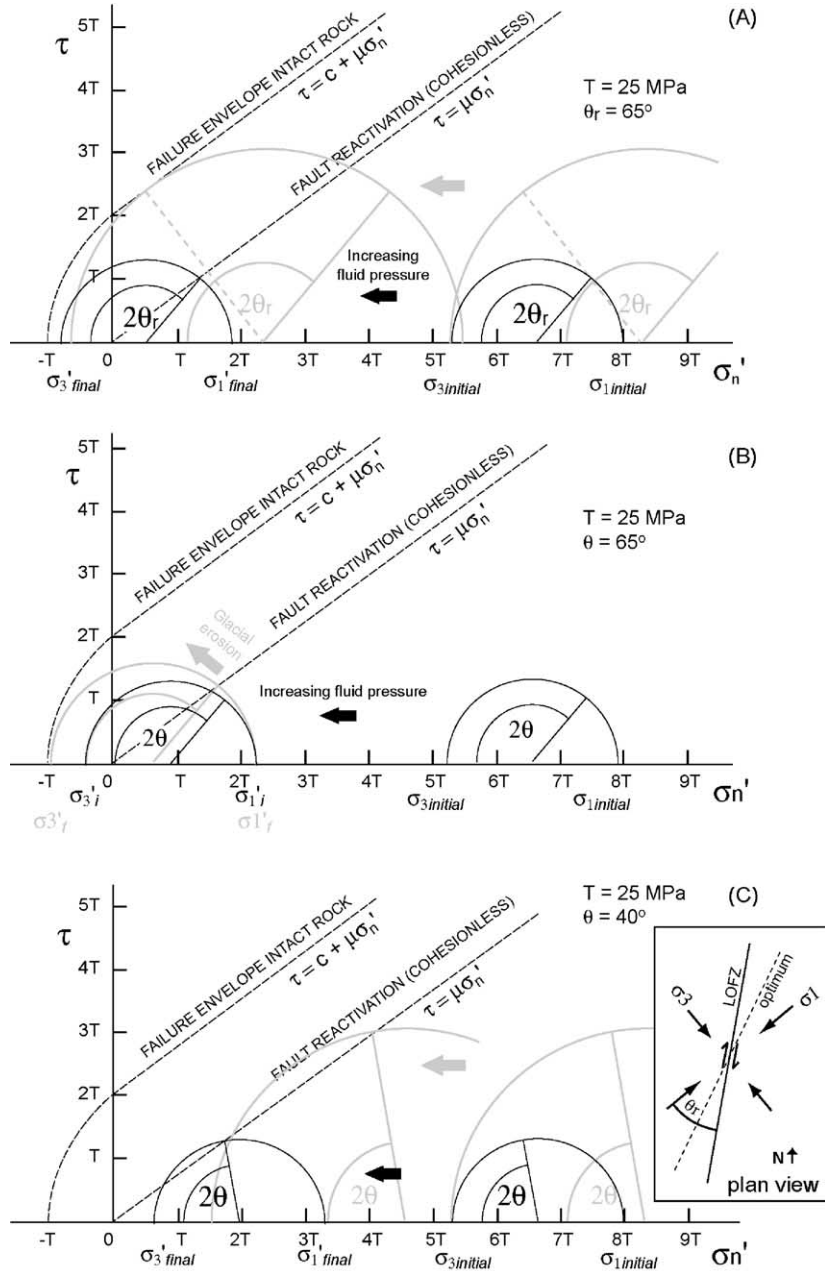 (A)
τ
5T
4T
3T
2T
T
FAILURE ENVELOPE INTACT ROCK
τ = c + μσn'
FAULT REACTIVATION (COHESIONLESS)
τ = μσn'
T = 25 MPa
θr = 65o
Increasing
fluid pressure
2θr
2θr
2θr
2θr
-T 0 T 2T 3T 4T 5T 6T 7T 8T 9T σn'
σ3'final σ1'final σ3initial σ1initial
(B)
τ
5T
4T
3T
2T
T
FAILURE ENVELOPE INTACT ROCK
τ = c + μσn'
FAULT REACTIVATION (COHESIONLESS)
τ = μσn'
T = 25 MPa
θ = 65o
Glacial
erosion
Increasing fluid pressure
2θ
2θ
-T 0 T 2T 3T 4T 5T 6T 7T 8T 9T σn'
σ3'i σ1'i σ3initial σ1initial
σ3'f σ1'f
(C)
τ
5T
4T
3T
2T
T
FAILURE ENVELOPE INTACT ROCK
τ = c + μσn'
FAULT REACTIVATION (COHESIONLESS)
τ = μσn'
T = 25 MPa
θ = 40o
2θ
2θ
2θ
2θ
LOFZ
optimum
σ3
σ1
θr
N↑
plan view
-T 0 T 2T 3T 4T 5T 6T 7T 8T 9T σn'
σ3'final σ1'final σ3initial σ1initial